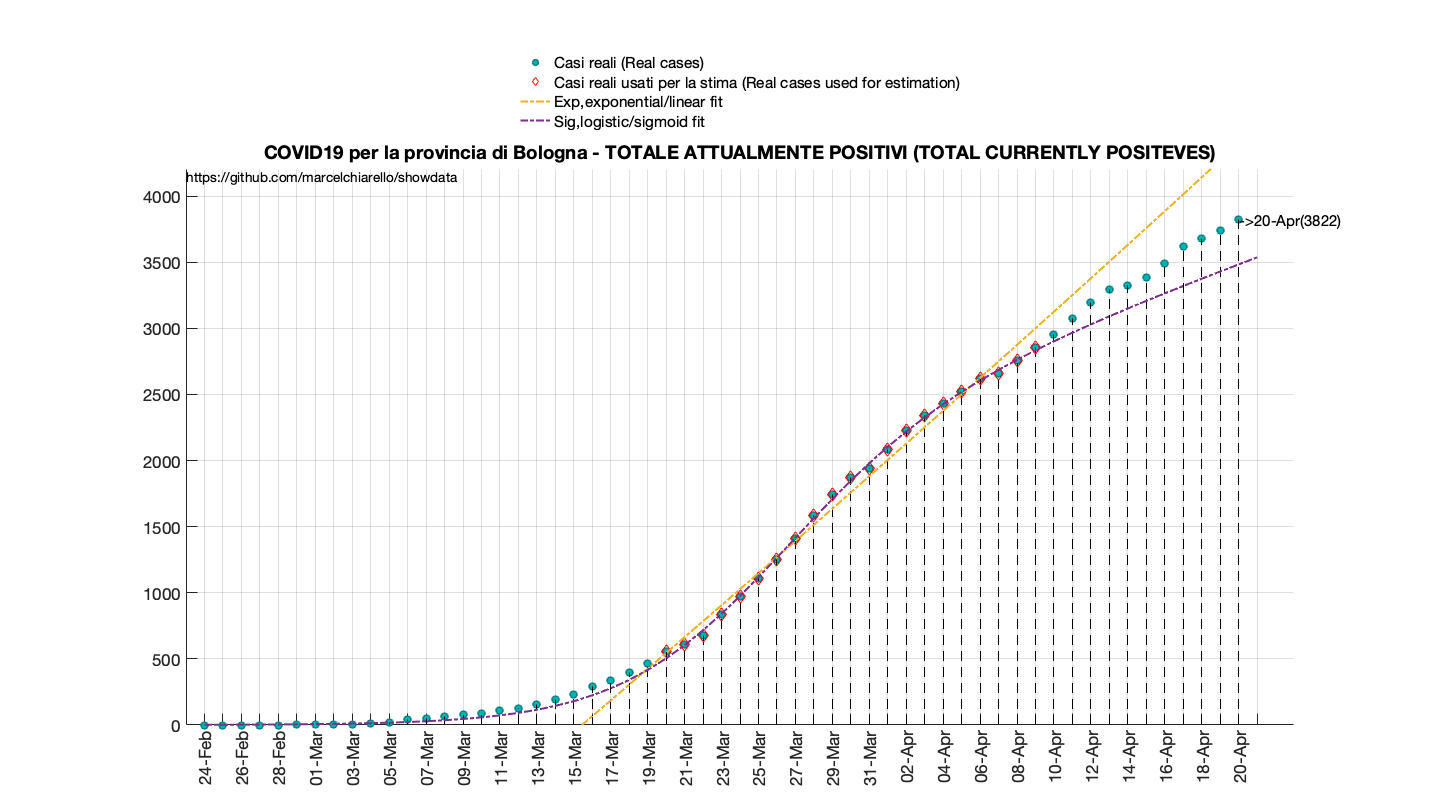 Casi reali (Real cases)
Casi reali usati per la stima (Real cases used for estimation)
Exp,exponential/linear fit
Sig,logistic/sigmoid fit
COVID19 per la provincia di Bologna - TOTALE ATTUALMENTE POSITIVI (TOTAL CURRENTLY POSITEVES)
https://github.com/marcelchiarello/showdata
4000
>20-Apr(3822)
3500
3000
2500
2000
1500
1000
500
0
24-Feb
26-Feb
28-Feb
01-Mar
03-Mar
05-Mar
07-Mar
09-Mar
11-Mar
13-Mar
15-Mar
17-Mar
19-Mar
21-Mar
23-Mar
25-Mar
27-Mar
29-Mar
31-Mar
02-Apr
04-Apr
06-Apr
08-Apr
10-Apr
12-Apr
14-Apr
16-Apr
18-Apr
20-Apr